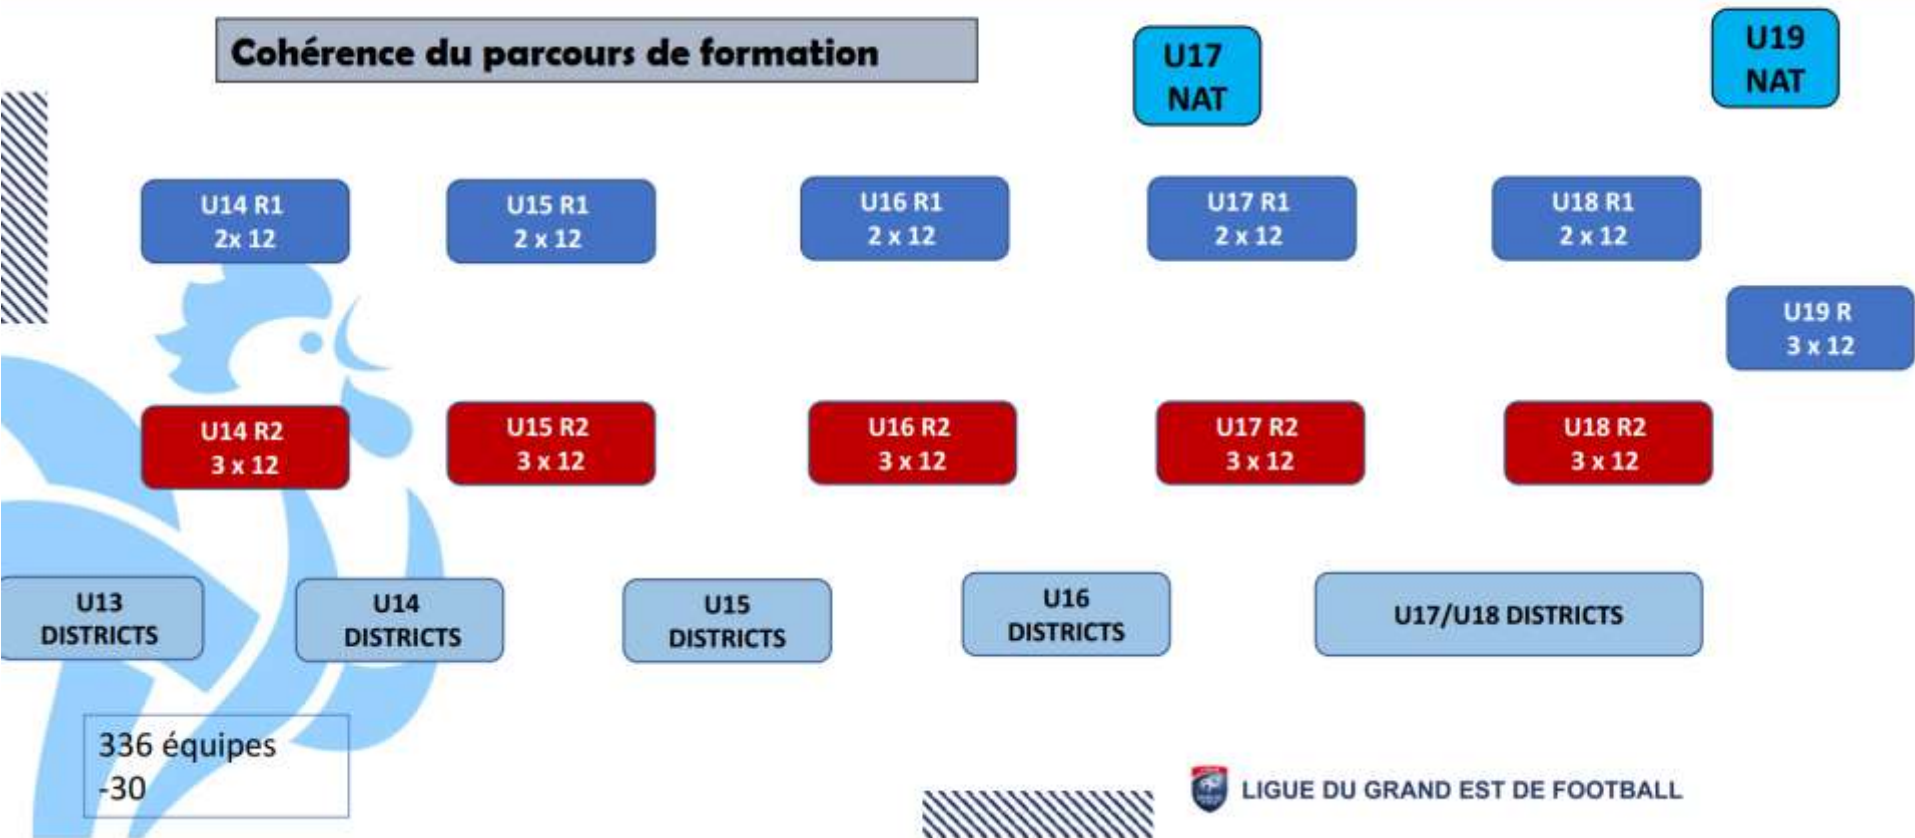 Cohérence du parcours de formation
U17
NAT
U19
NAT
U14 R1
2x 12
U15 R1
2 x 12
U16 R1
2 x 12
U17 R1
2 x 12
U18 R1
2 x 12
U19 R
3 x 12
U14 R2
3 x 12
U15 R2
3 x 12
U16 R2
3 x 12
U17 R2
3 x 12
U18 R2
3 x 12
U13
DISTRICTS
U14
DISTRICTS
U15
DISTRICTS
U16
DISTRICTS
U17/U18 DISTRICTS
336 équipes
-30
LIGUE DU GRAND EST DE FOOTBALL